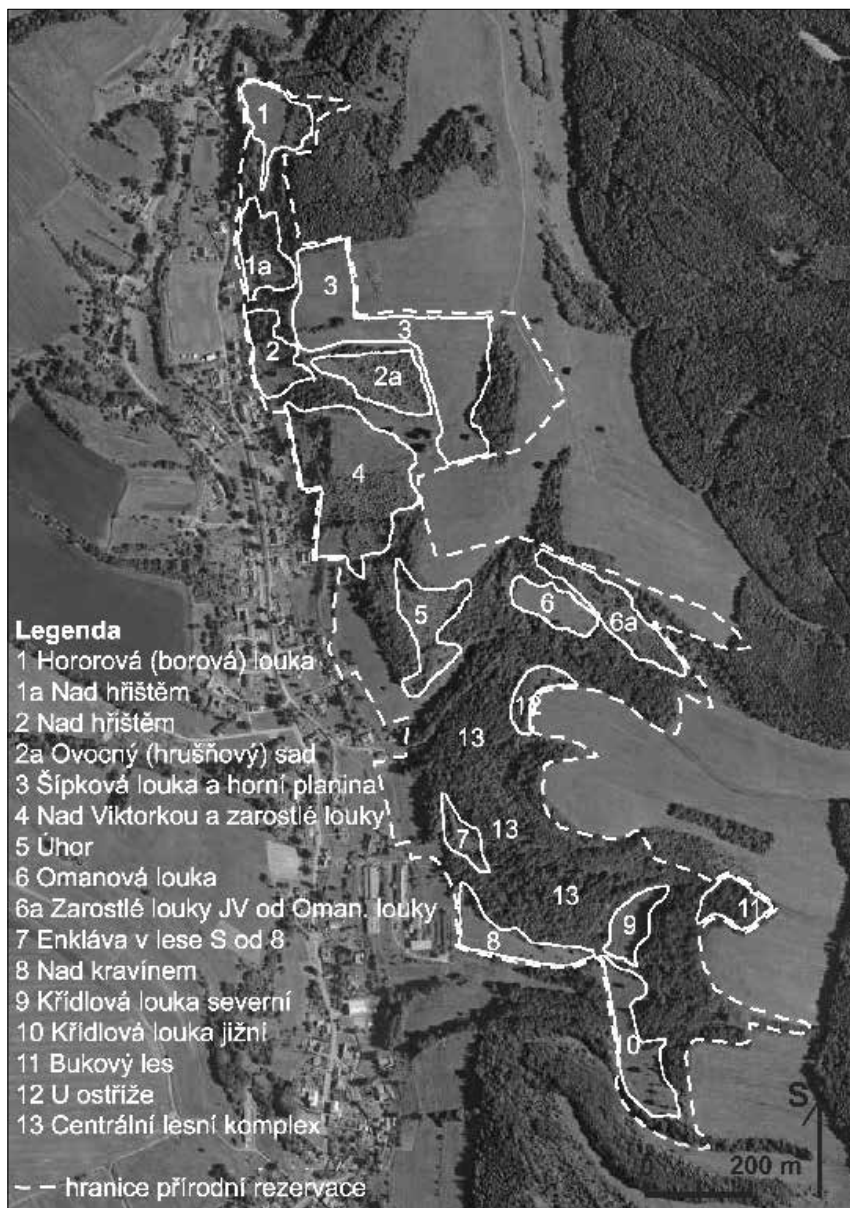 1
1a
3
3
2
2a
4
5
6
6a
12
13
7
13
13
11
9
8
0
Legenda
1 Hororová (borová) louka
1a Nad hřištěm
2 Nad hřištěm
2a Ovocný (hrušňový) sad
3 Šípková louka a horní planina
4 Nad Viktorkou a zarostlé louky
5 Úhor
6 Omanová louka
6a Zarostlé louky JV od Oman. louky
7 Enkláva v lese S od 8
8 Nad kravínem
9 Křídlová louka severní
10 Křídlová louka jižní
11 Bukový les
12 U ostříže
13 Centrální lesní komplex
hranice přírodní rezervace
S
0 200 m